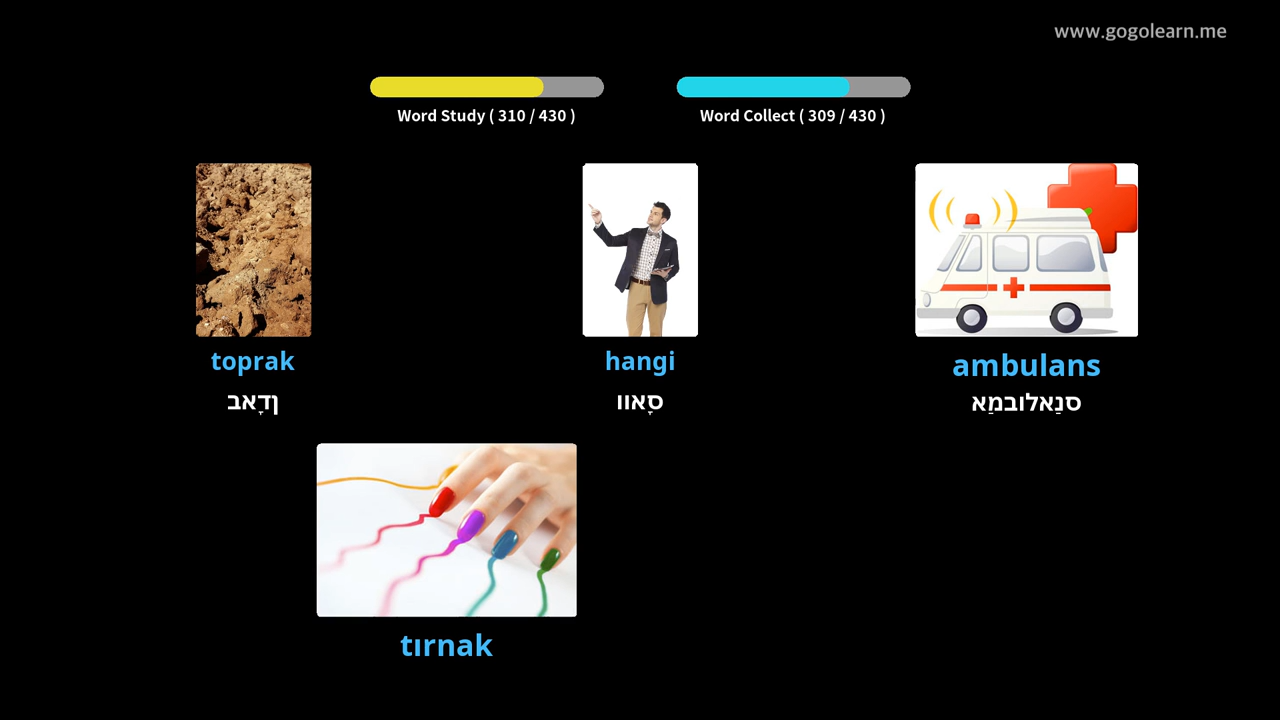 www.gogolearn.me
Word Study ( 310 / 430 )
Word Collect ( 309 / 430 )
toprak
hangi
ambulans
ןדָאב
סָאוו
סנַאלובמַא
tırnak